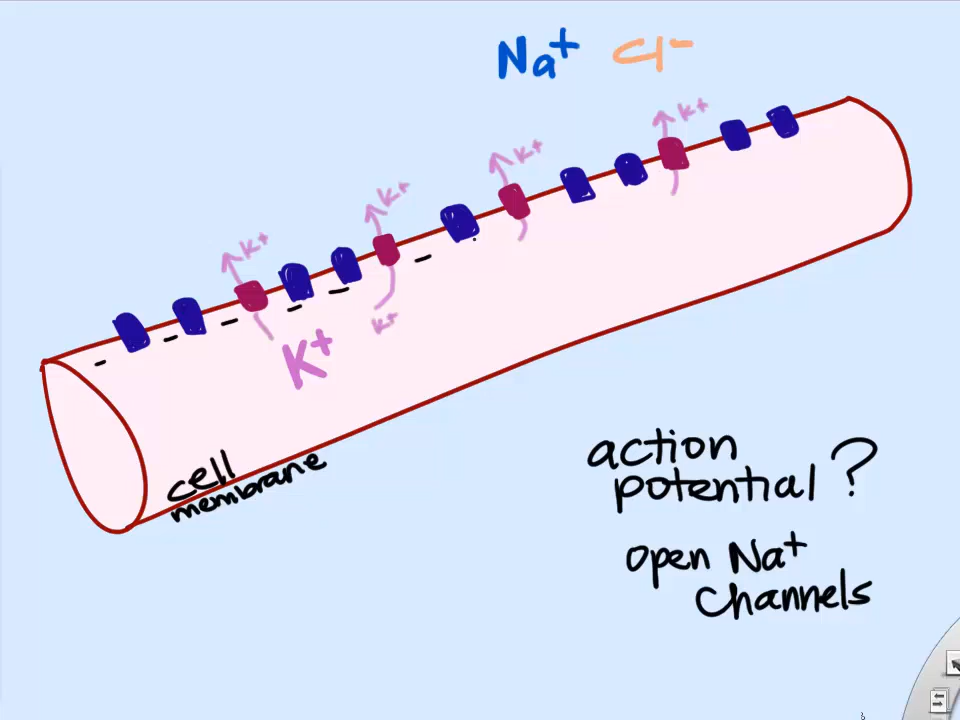 Na+ Cl-
K+
K+
K+
K+
K+
K+
cell
membrane
action
potential ?
open Na+
channels